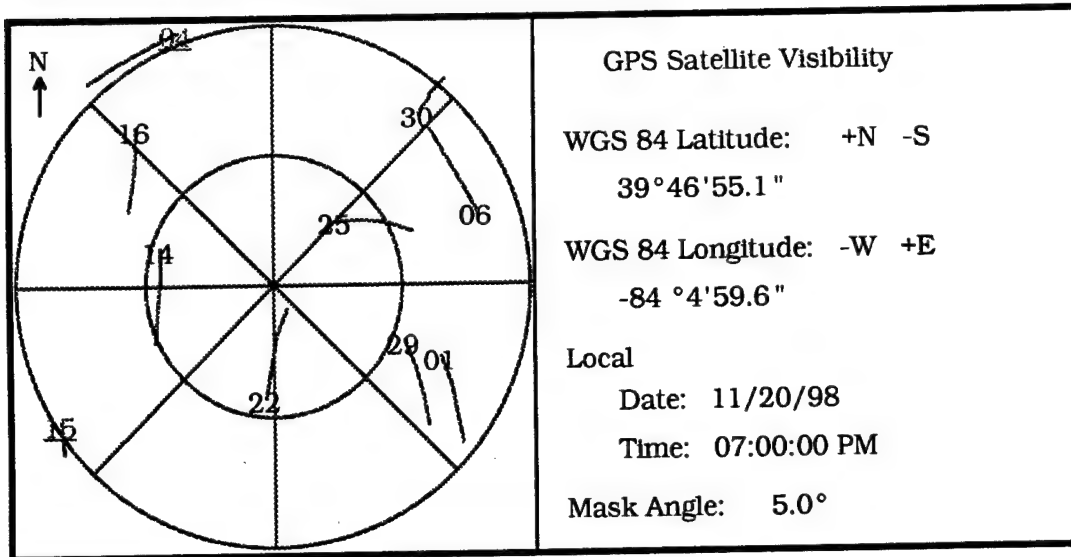 04
N
16
30
25
06
14
29
01
22
15
GPS Satellite Visibility
WGS 84 Latitude: +N -S
39°46'55.1"
WGS 84 Longitude: -W +E
-84 °4'59.6"
Local
Date: 11/20/98
Time: 07:00:00 PM
Mask Angle: 5.0°